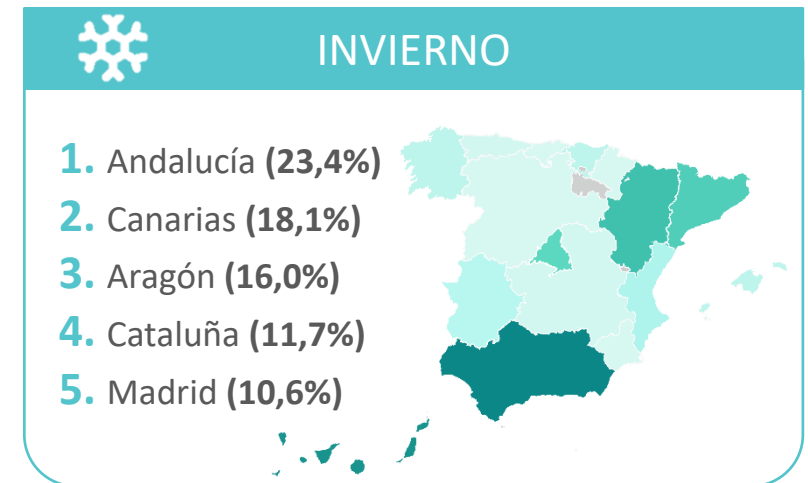 INVIERNO
1. Andalucía (23,4%)
2. Canarias (18,1%)
3. Aragón (16,0%)
4. Cataluña (11,7%)
5. Madrid (10,6%)